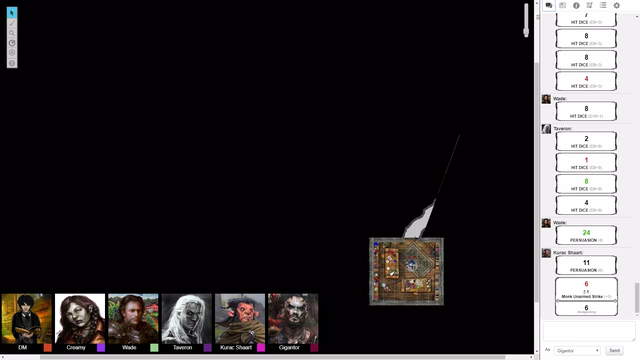 7
HIT DICE
8
HIT DICE
8
HIT DICE
4
HIT DICE
Wade:
8
HIT DICE
Taveron:
2
HIT DICE
1
HIT DICE
8
HIT DICE
4
HIT DICE
Wade:
24
PERSUASION
Kurac Shaart:
11
PERSUASION
6
Monk Unarmed Strike
6
As:
Gigantor
Send
DM
Creamy
Wade
Taveron
Kurac Shaart
Gigantor